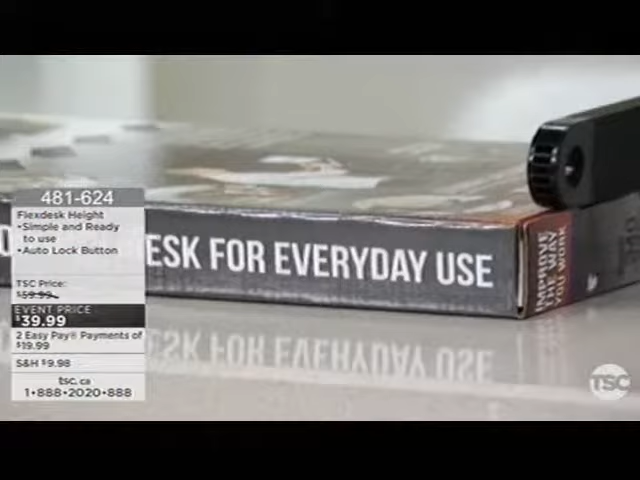 481-624
Flexdesk Height
•Simple and Ready
to use
•Auto Lock Button
TSC Price:
$59.99
EVENT PRICE
$39.99
2 Easy Pay® Payments of
$19.99
S&H $9.98
tsc.ca
1•888•2020•888
ESK FOR EVERYDAY USE
IMPROVE
THE WAY
YOU WORK
TSC